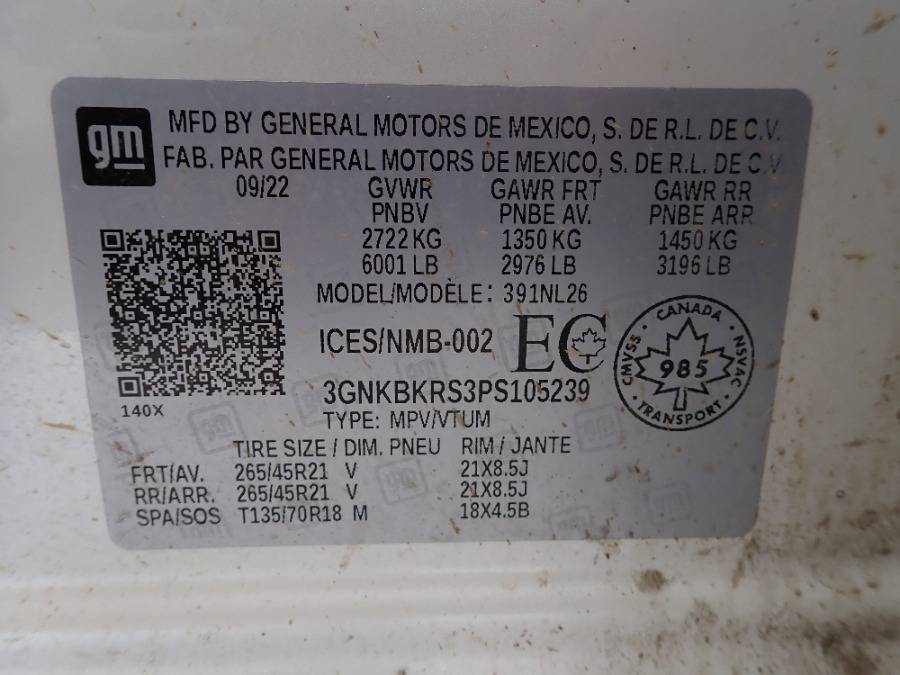 gm
MFD BY GENERAL MOTORS DE MEXICO, S. DE R.L. DE C.V.
FAB. PAR GENERAL MOTORS DE MEXICO, S. DE R.L. DE C.V.
09/22 GVWR GAWR FRT GAWR RR
PNBV PNBE AV. PNBE ARR
2722 KG 1350 KG 1450 KG
6001 LB 2976 LB 3196 LB
MODEL/MODÈLE: 391NL26
ICES/NMB-002 EC
CANADA
CMVSS 985 NSVAC
TRANSPORT
3GNKBKRS3PS105239
140X
TYPE: MPV/VTUM
TIRE SIZE / DIM. PNEU RIM / JANTE
FRT/AV. 265/45R21 V 21X8.5J
RR/ARR. 265/45R21 V 21X8.5J
SPA/SOS T135/70R18 M 18X4.5B